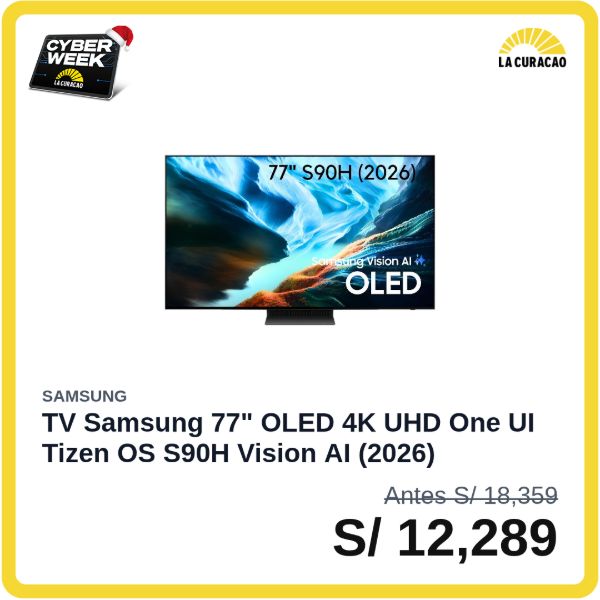 CYBER
WEEK
LA CURACAO
LA CURACAO
77" S90H (2026)
Samsung Vision AI
OLED
SAMSUNG
TV Samsung 77" OLED 4K UHD One UI
Tizen OS S90H Vision AI (2026)
Antes S/ 18,359
S/ 12,289